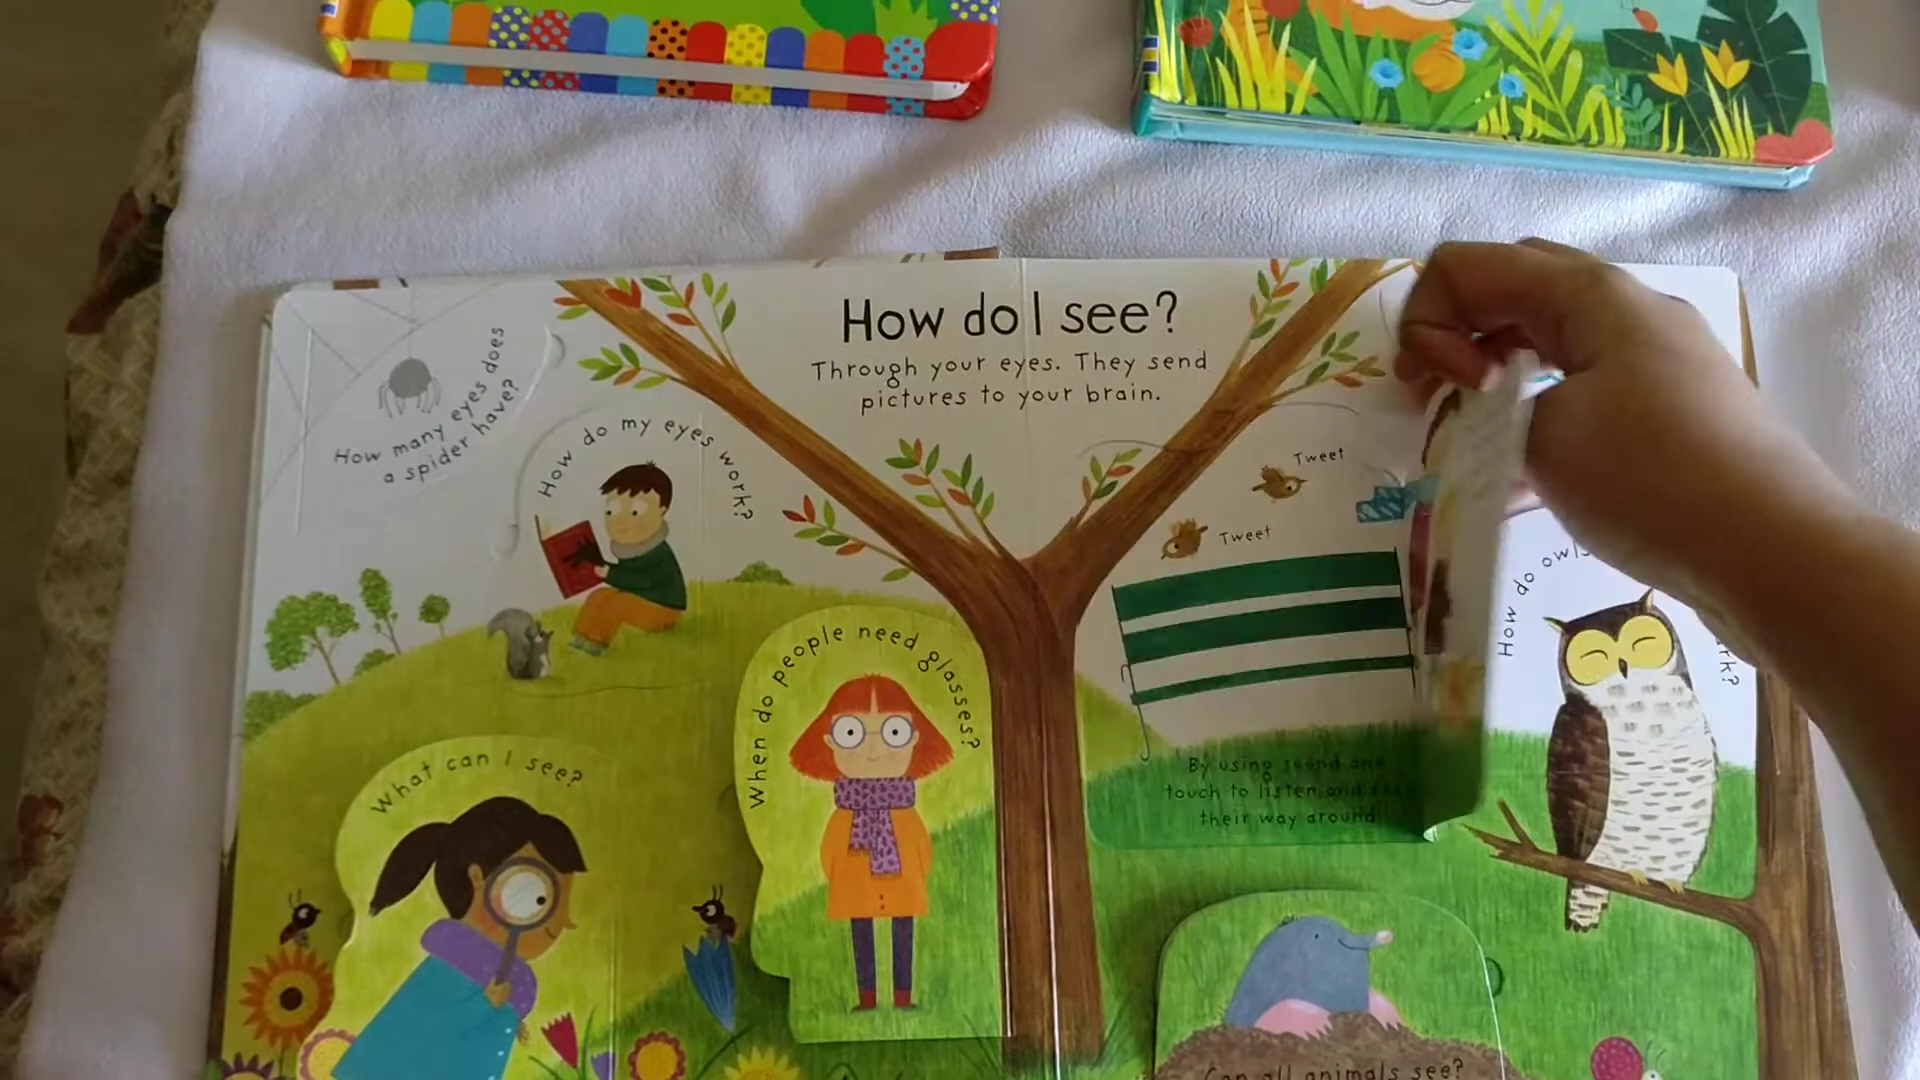 How do I see?
Through your eyes. They send
pictures to your brain.
How many eyes does
a spider have?
How do my eyes work?
Tweet
Tweet
How do owls
What can I see?
When do people need glasses?
By using sound and
touch to listen and
their way around
Can all animals see?